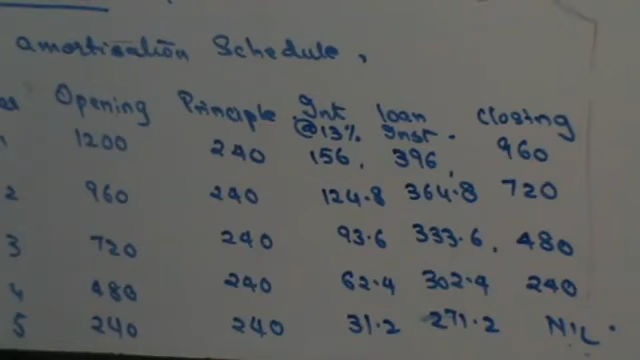 Amortisation Schedule,
Opening Principle Int @13% loan Inst. Closing
1 1200 240 156. 396. 960
2 960 240 124.8 364.8 720
3 720 240 93.6 333.6. 480
4 480 240 62.4 302.4 240
5 240 240 31.2 271.2 NIL.